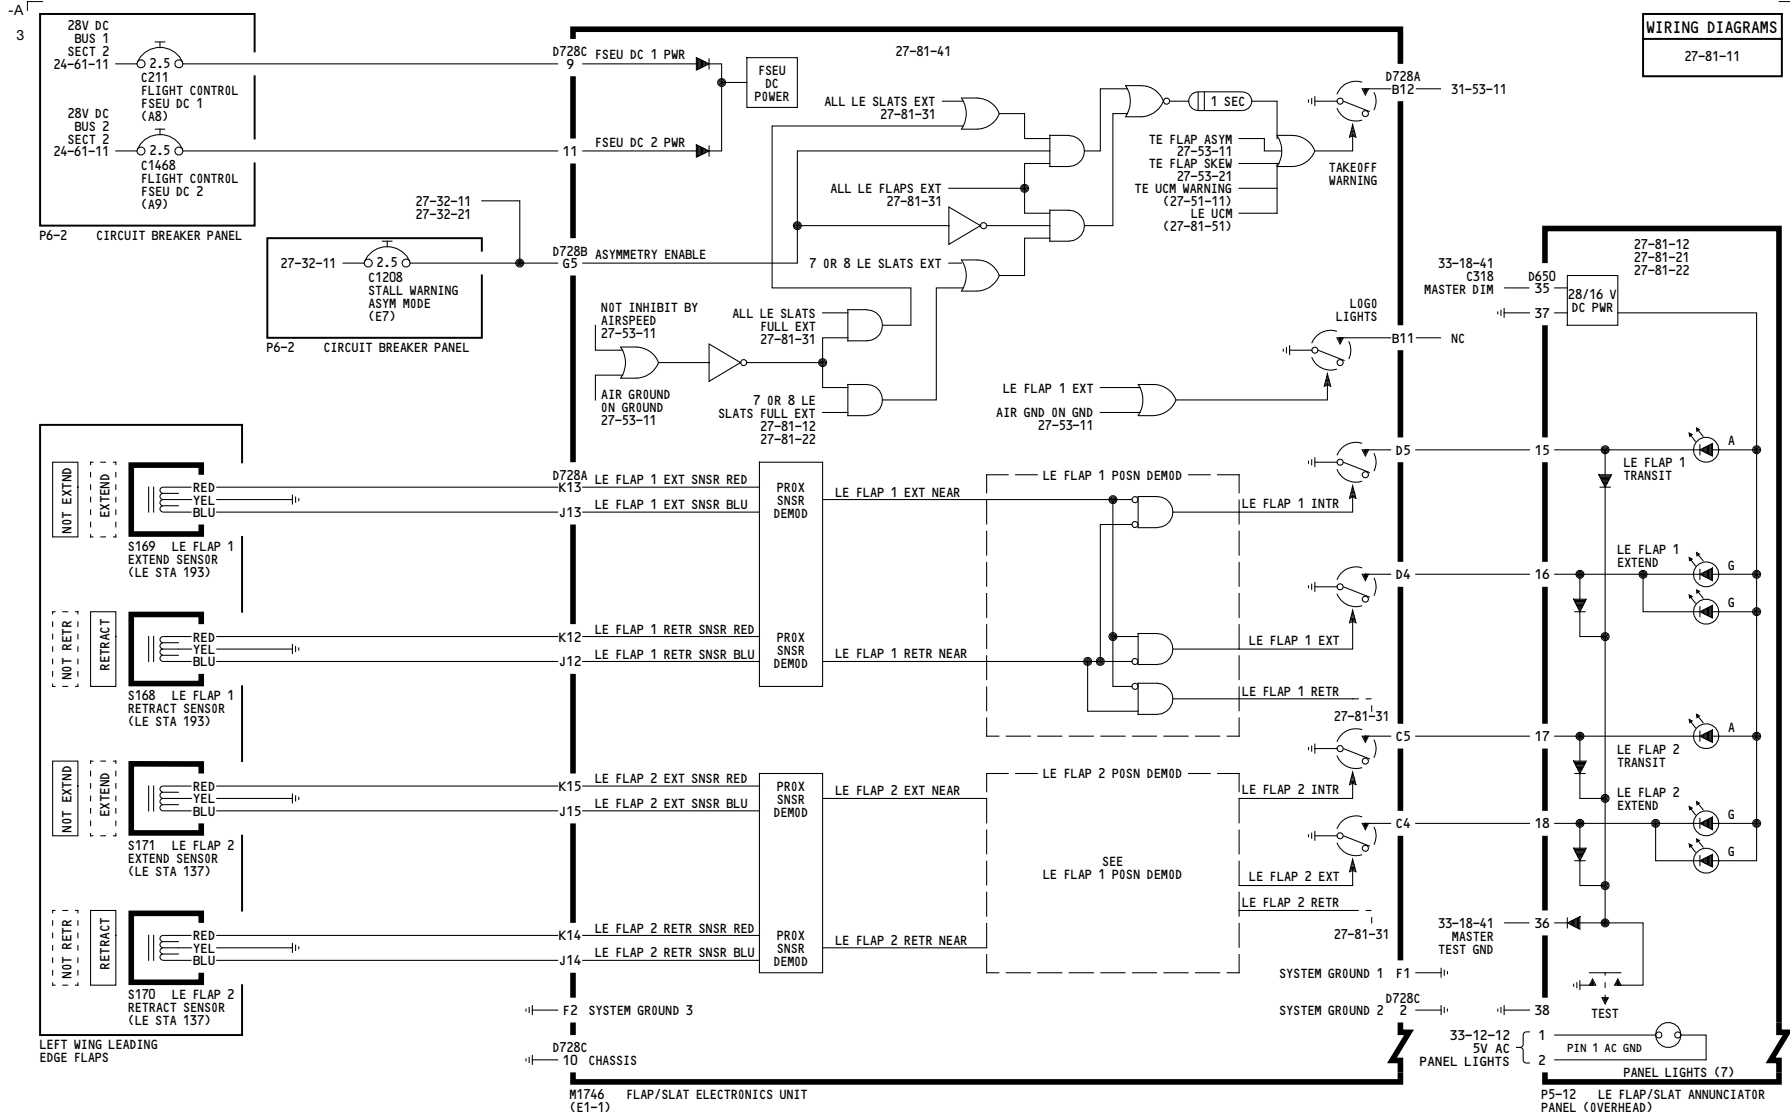 -A
3
28V DC
BUS 1
SECT 2
24-61-11
2.5
C211
FLIGHT CONTROL
FSEU DC 1
(A8)
28V DC
BUS 2
SECT 2
24-61-11
2.5
C1468
FLIGHT CONTROL
FSEU DC 2
(A9)
P6-2 CIRCUIT BREAKER PANEL
27-32-11
27-32-21
27-32-11
2.5
C1208
STALL WARNING
ASYM MODE
(E7)
P6-2 CIRCUIT BREAKER PANEL
D728C
9
FSEU DC 1 PWR
11
FSEU DC 2 PWR
FSEU
DC
POWER
D728B
G5
ASYMMETRY ENABLE
27-81-41
ALL LE SLATS EXT
27-81-31
ALL LE FLAPS EXT
27-81-31
7 OR 8 LE SLATS EXT
NOT INHIBIT BY
AIRSPEED
27-53-11
AIR GROUND
ON GROUND
27-53-11
ALL LE SLATS
FULL EXT
27-81-31
7 OR 8 LE
SLATS FULL EXT
27-81-12
27-81-22
1 SEC
TE FLAP ASYM
27-53-11
TE FLAP SKEW
27-53-21
TE UCM WARNING
(27-51-11)
LE UCM
(27-81-51)
TAKEOFF
WARNING
D728A
B12
31-53-11
LOGO
LIGHTS
B11
NC
LE FLAP 1 EXT
AIR GND ON GND
27-53-11
WIRING DIAGRAMS
27-81-11
27-81-12
27-81-21
27-81-22
33-18-41
C318
MASTER DIM
D650
35
37
28/16 V
DC PWR
NOT EXTND
EXTEND
RED
YEL
BLU
S169 LE FLAP 1
EXTEND SENSOR
(LE STA 193)
D728A
K13
LE FLAP 1 EXT SNSR RED
J13
LE FLAP 1 EXT SNSR BLU
PROX
SNSR
DEMOD
LE FLAP 1 EXT NEAR
LE FLAP 1 POSN DEMOD
LE FLAP 1 INTR
D5
15
LE FLAP 1
TRANSIT
A
NOT RETR
RETRACT
RED
YEL
BLU
S168 LE FLAP 1
RETRACT SENSOR
(LE STA 193)
K12
LE FLAP 1 RETR SNSR RED
J12
LE FLAP 1 RETR SNSR BLU
PROX
SNSR
DEMOD
LE FLAP 1 RETR NEAR
LE FLAP 1 EXT
LE FLAP 1 RETR
27-81-31
D4
16
LE FLAP 1
EXTEND
G
G
NOT EXTND
EXTEND
RED
YEL
BLU
S171 LE FLAP 2
EXTEND SENSOR
(LE STA 137)
K15
LE FLAP 2 EXT SNSR RED
J15
LE FLAP 2 EXT SNSR BLU
PROX
SNSR
DEMOD
LE FLAP 2 EXT NEAR
LE FLAP 2 POSN DEMOD
SEE
LE FLAP 1 POSN DEMOD
LE FLAP 2 INTR
C5
17
LE FLAP 2
TRANSIT
A
LE FLAP 2 EXT
C4
18
LE FLAP 2
EXTEND
G
G
LE FLAP 2 RETR
27-81-31
NOT RETR
RETRACT
RED
YEL
BLU
S170 LE FLAP 2
RETRACT SENSOR
(LE STA 137)
K14
LE FLAP 2 RETR SNSR RED
J14
LE FLAP 2 RETR SNSR BLU
PROX
SNSR
DEMOD
LE FLAP 2 RETR NEAR
33-18-41
MASTER
TEST GND
36
SYSTEM GROUND 1 F1
D728C
SYSTEM GROUND 2 2
38
TEST
F2 SYSTEM GROUND 3
D728C
10 CHASSIS
LEFT WING LEADING
EDGE FLAPS
33-12-12
5V AC
PANEL LIGHTS
1
2
PIN 1 AC GND
PANEL LIGHTS (7)
M1746 FLAP/SLAT ELECTRONICS UNIT
(E1-1)
P5-12 LE FLAP/SLAT ANNUNCIATOR
PANEL (OVERHEAD)